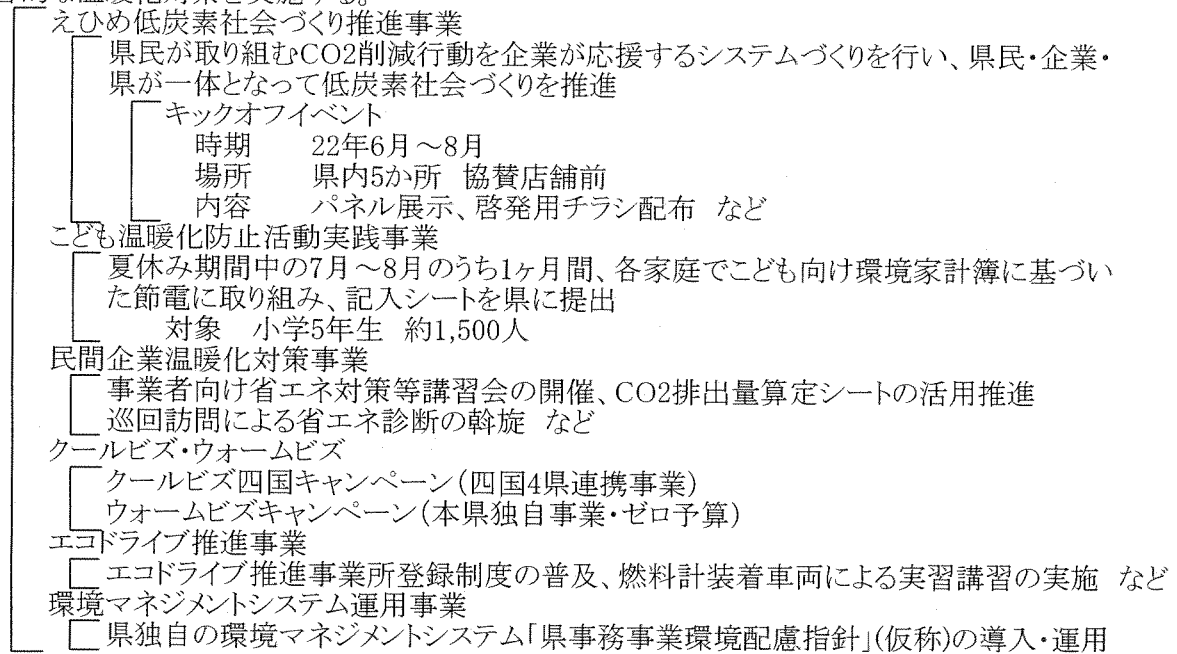 な温暖化対策を実施する。
えひめ低炭素社会づくり推進事業
県民が取り組むCO2削減行動を企業が応援するシステムづくりを行い、県民・企業・
県が一体となって低炭素社会づくりを推進
キックオフイベント
時期 22年6月～8月
場所 県内5か所 協賛店舗前
内容 パネル展示、啓発用チラシ配布 など
こども温暖化防止活動実践事業
夏休み期間中の7月～8月のうち1ヶ月間、各家庭でこども向け環境家計簿に基づい
た節電に取り組み、記入シートを県に提出
対象 小学5年生 約1,500人
民間企業温暖化対策事業
事業者向け省エネ対策等講習会の開催、CO2排出量算定シートの活用推進
巡回訪問による省エネ診断の斡旋 など
クールビズ・ウォームビズ
クールビズ四国キャンペーン(四国4県連携事業)
ウォームビズキャンペーン(本県独自事業・ゼロ予算)
エコドライブ推進事業
エコドライブ推進事業所登録制度の普及、燃料計装着車両による実習講習の実施 など
環境マネジメントシステム運用事業
県独自の環境マネジメントシステム「県事務事業環境配慮指針」(仮称)の導入・運用